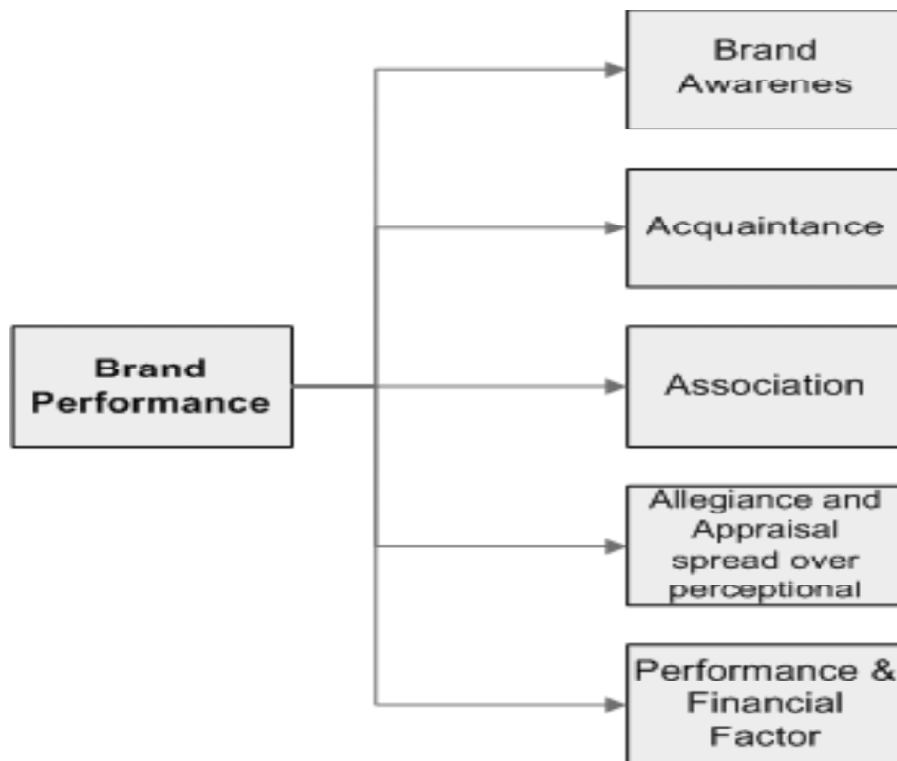 Brand
Awarenes
Acquaintance
Brand
Performance
Association
Allegiance and
Appraisal
spread over
perceptional
Performance &
Financial
Factor